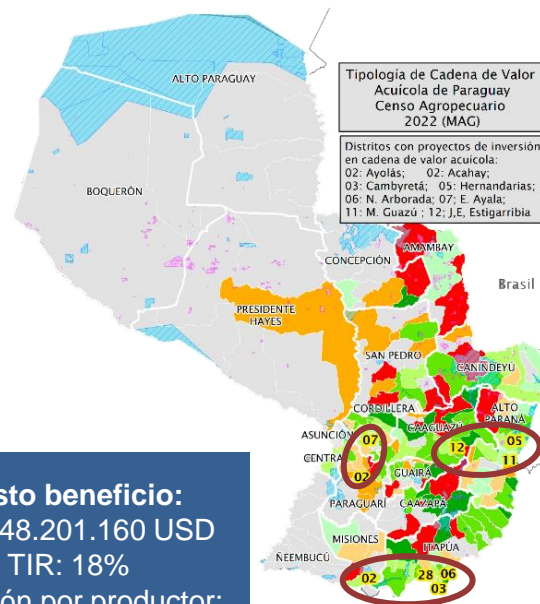 Tipología de Cadena de Valor
Acuícola de Paraguay
Censo Agropecuario
2022 (MAG)
Distritos con proyectos de inversión
en cadena de valor acuícola:
02: Ayolás; 02: Acahay;
03: Cambyretá; 05: Hernandarias;
06: N. Arborada; 07; E. Ayala;
11: M. Guazú ; 12; J,E, Estigarribia
ALTO PARAGUAY
BOQUERÓN
CONCEPCIÓN
AMAMBAY
Brasil
PRESIDENTE
HAYES
SAN PEDRO
CANINDEYÚ
CORDILLERA
ALTO
PARANÁ
CAAGUAZÚ
ASUNCIÓN
07
12
05
CENTRAL
11
02
GUAIRÁ
PARAGUARÍ
CAAZAPÁ
MISIONES
ITAPÚA
ÑEEMBUCÚ
02
28
06
03
sto beneficio:
48.201.160 USD
TIR: 18%
ón por productor: